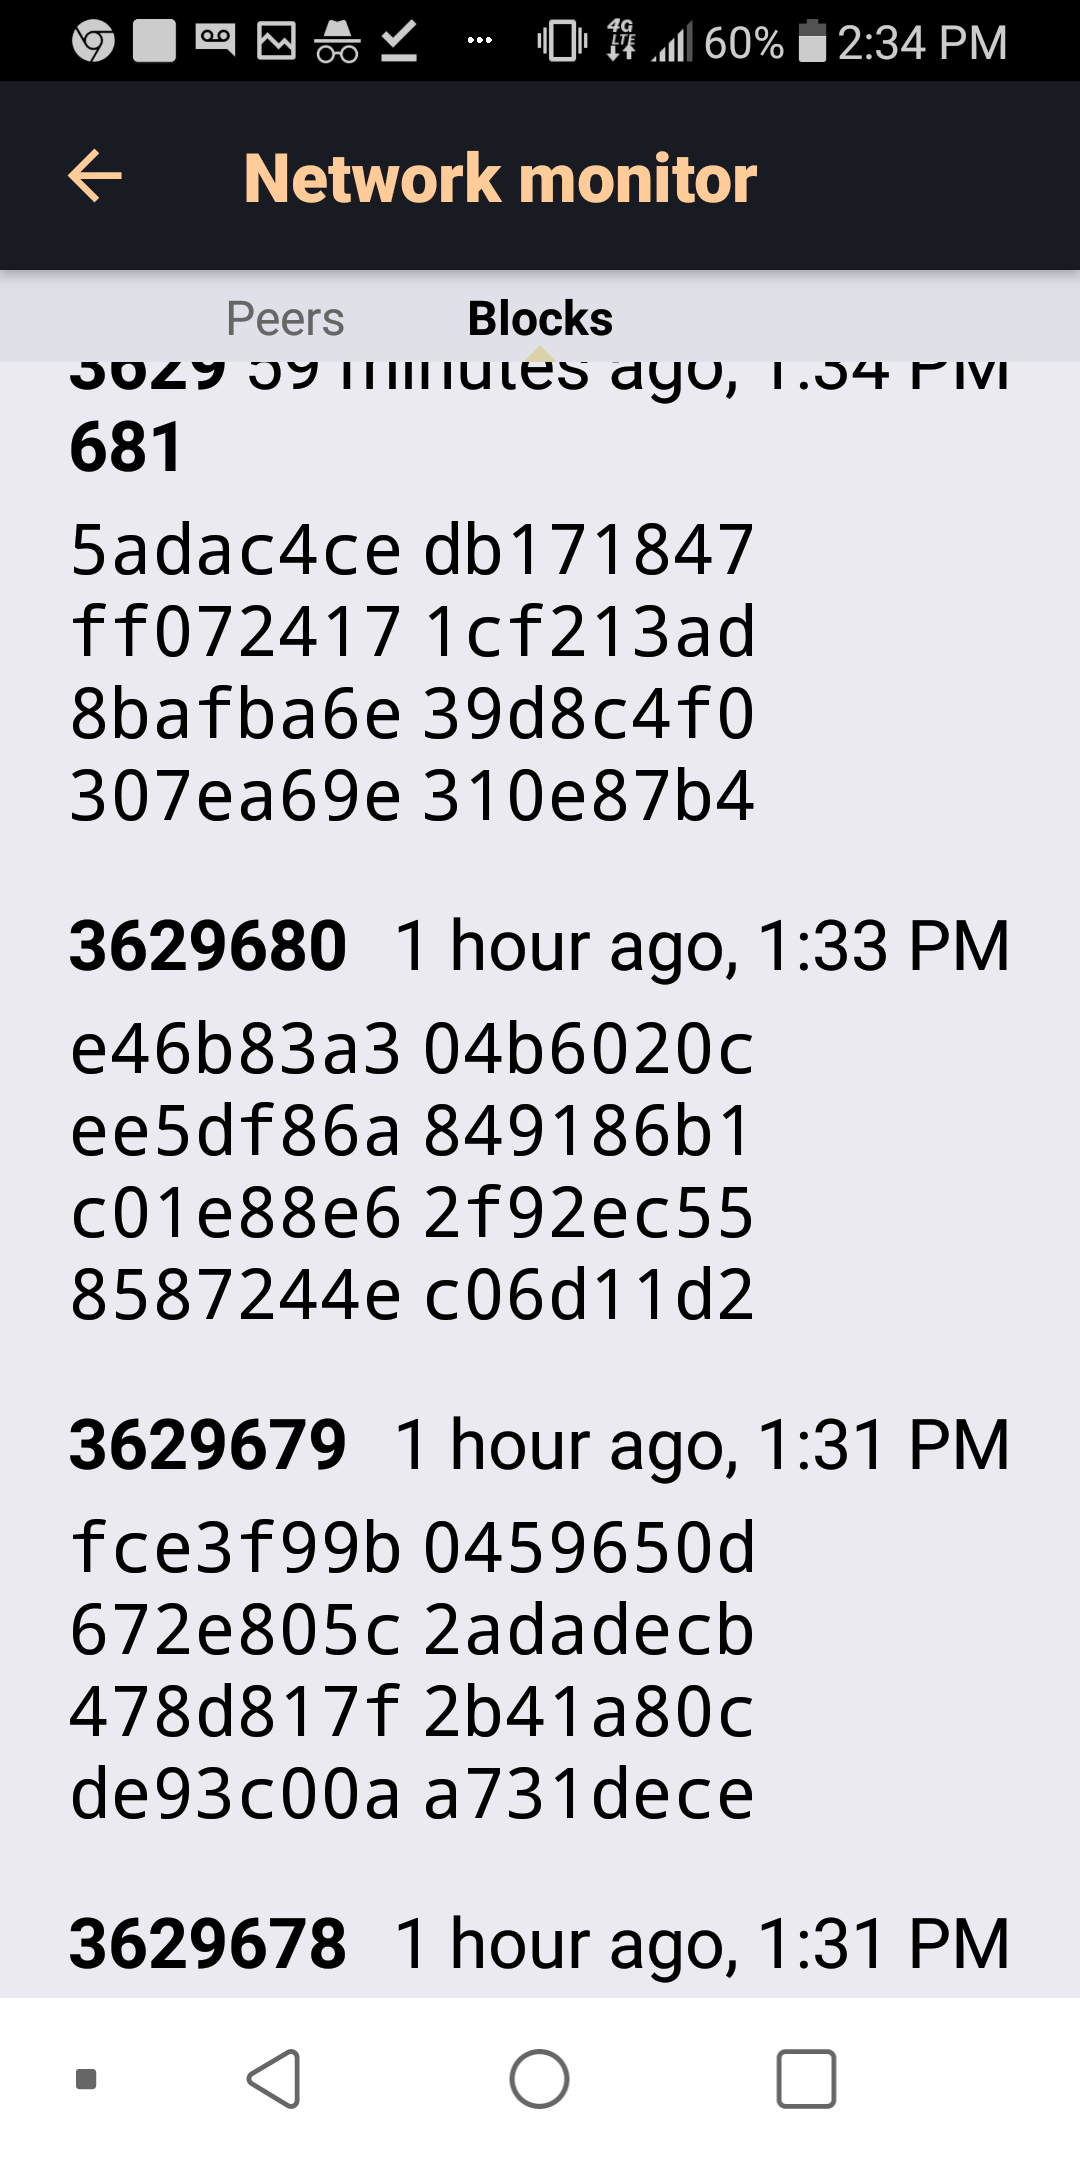 4G
LTE
60%
2:34 PM
Network monitor
Peers
Blocks
3629 59 minutes ago, 1:34 PM
681
5adac4ce db171847
ff072417 1cf213ad
8bafba6e 39d8c4f0
307ea69e 310e87b4
3629680 1 hour ago, 1:33 PM
e46b83a3 04b6020c
ee5df86a 849186b1
c01e88e6 2f92ec55
8587244e c06d11d2
3629679 1 hour ago, 1:31 PM
fce3f99b 0459650d
672e805c 2adadecb
478d817f 2b41a80c
de93c00a a731dece
3629678 1 hour ago, 1:31 PM